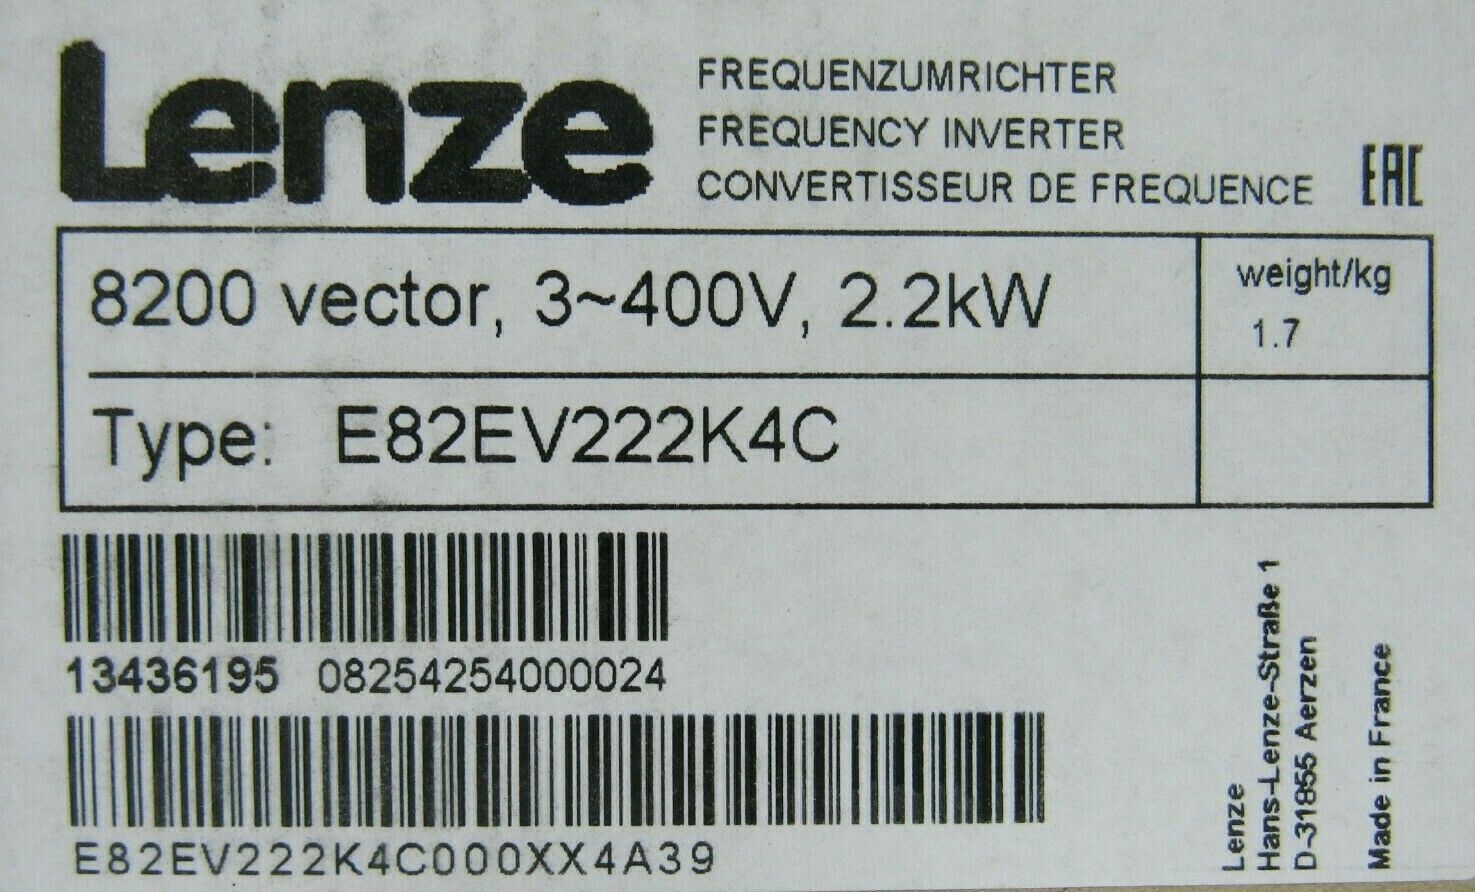 Lenze
FREQUENZUMRICHTER
FREQUENCY INVERTER
CONVERTISSEUR DE FREQUENCE
EAC
8200 vector, 3~400V, 2.2kW
weight/kg
1.7
Type: E82EV222K4C
13436195 08254254000024
E82EV222K4C000XX4A39
Lenze
Hans-Lenze-Straße 1
D-31855 Aerzen
Made in France